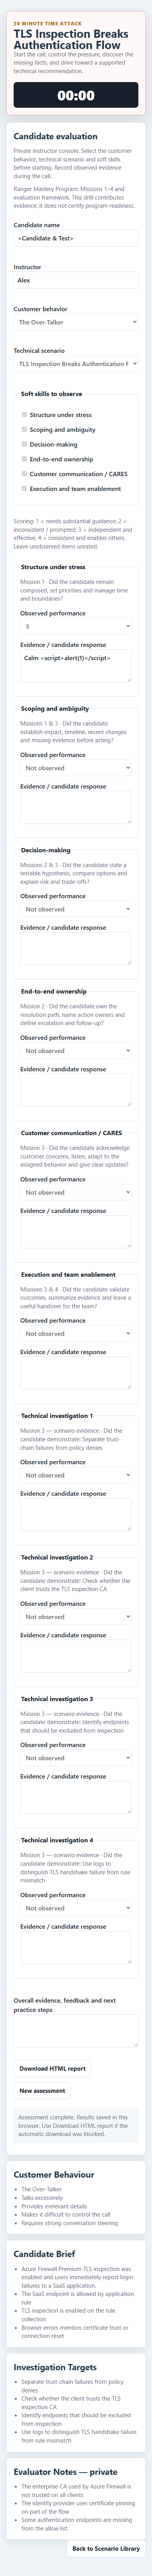 30 MINUTE TIME ATTACK
TLS Inspection Breaks
Authentication Flow
Start the call, control the pressure, discover the
missing facts, and drive toward a supported
technical recommendation.
00:00
Candidate evaluation
Private instructor console. Select the customer
behavior, technical scenario and soft skills
before starting. Record observed evidence
during the call.
Ranger Mastery Program: Missions 1–4 and
evaluation framework. This drill contributes
evidence; it does not certify program readiness.
Candidate name
<Candidate & Test>
Instructor
Alex
Customer behavior
The Over-Talker
Technical scenario
TLS Inspection Breaks Authentication F
Soft skills to observe
Structure under stress
Scoping and ambiguity
Decision-making
End-to-end ownership
Customer communication / CARES
Execution and team enablement
Scoring: 1 = needs substantial guidance; 2 =
inconsistent / prompted; 3 = independent and
effective; 4 = consistent and enables others.
Leave unobserved items unrated.
Structure under stress
Mission 1 · Did the candidate remain
composed, set priorities and manage time
and boundaries?
Observed performance
3
Evidence / candidate response
Calm <script>alert(1)</script>
Scoping and ambiguity
Missions 1 & 3 · Did the candidate
establish impact, timeline, recent changes
and missing evidence before acting?
Observed performance
Not observed
Evidence / candidate response
Decision-making
Missions 2 & 3 · Did the candidate state a
testable hypothesis, compare options and
explain risk and trade-offs?
Observed performance
Not observed
Evidence / candidate response
End-to-end ownership
Mission 2 · Did the candidate own the
resolution path, name action owners and
define escalation and follow-up?
Observed performance
Not observed
Evidence / candidate response
Customer communication / CARES
Mission 3 · Did the candidate acknowledge
customer concerns, listen, adapt to the
assigned behavior and give clear updates?
Observed performance
Not observed
Evidence / candidate response
Execution and team enablement
Missions 3 & 4 · Did the candidate validate
outcomes, summarize evidence and leave a
useful handover for the team?
Observed performance
Not observed
Evidence / candidate response
Technical investigation 1
Mission 3 — scenario evidence · Did the
candidate demonstrate: Separate trust-
chain failures from policy denies
Observed performance
Not observed
Evidence / candidate response
Technical investigation 2
Mission 3 — scenario evidence · Did the
candidate demonstrate: Check whether the
client trusts the TLS inspection CA
Observed performance
Not observed
Evidence / candidate response
Technical investigation 3
Mission 3 — scenario evidence · Did the
candidate demonstrate: Identify endpoints
that should be excluded from inspection
Observed performance
Not observed
Evidence / candidate response
Technical investigation 4
Mission 3 — scenario evidence · Did the
candidate demonstrate: Use logs to
distinguish TLS handshake failure from rule
mismatch
Observed performance
Not observed
Evidence / candidate response
Overall evidence, feedback and next
practice steps
Download HTML report
New assessment
Assessment complete. Results saved in this
browser. Use Download HTML report if the
automatic download was blocked.
Customer Behaviour
The Over-Talker
Talks excessively
Provides irrelevant details
Makes it difficult to control the call
Requires strong conversation steering
Candidate Brief
Azure Firewall Premium TLS inspection was
enabled and users immediately report login
failures to a SaaS application.
The SaaS endpoint is allowed by application
rule
TLS inspection is enabled on the rule
collection
Browser errors mention certificate trust or
connection reset
Investigation Targets
Separate trust-chain failures from policy
denies
Check whether the client trusts the TLS
inspection CA
Identify endpoints that should be excluded
from inspection
Use logs to distinguish TLS handshake failure
from rule mismatch
Evaluator Notes — private
The enterprise CA used by Azure Firewall is
not trusted on all clients
The identity provider uses certificate pinning
on part of the flow
Some authentication endpoints are missing
from the allow list
Back to Scenario Library